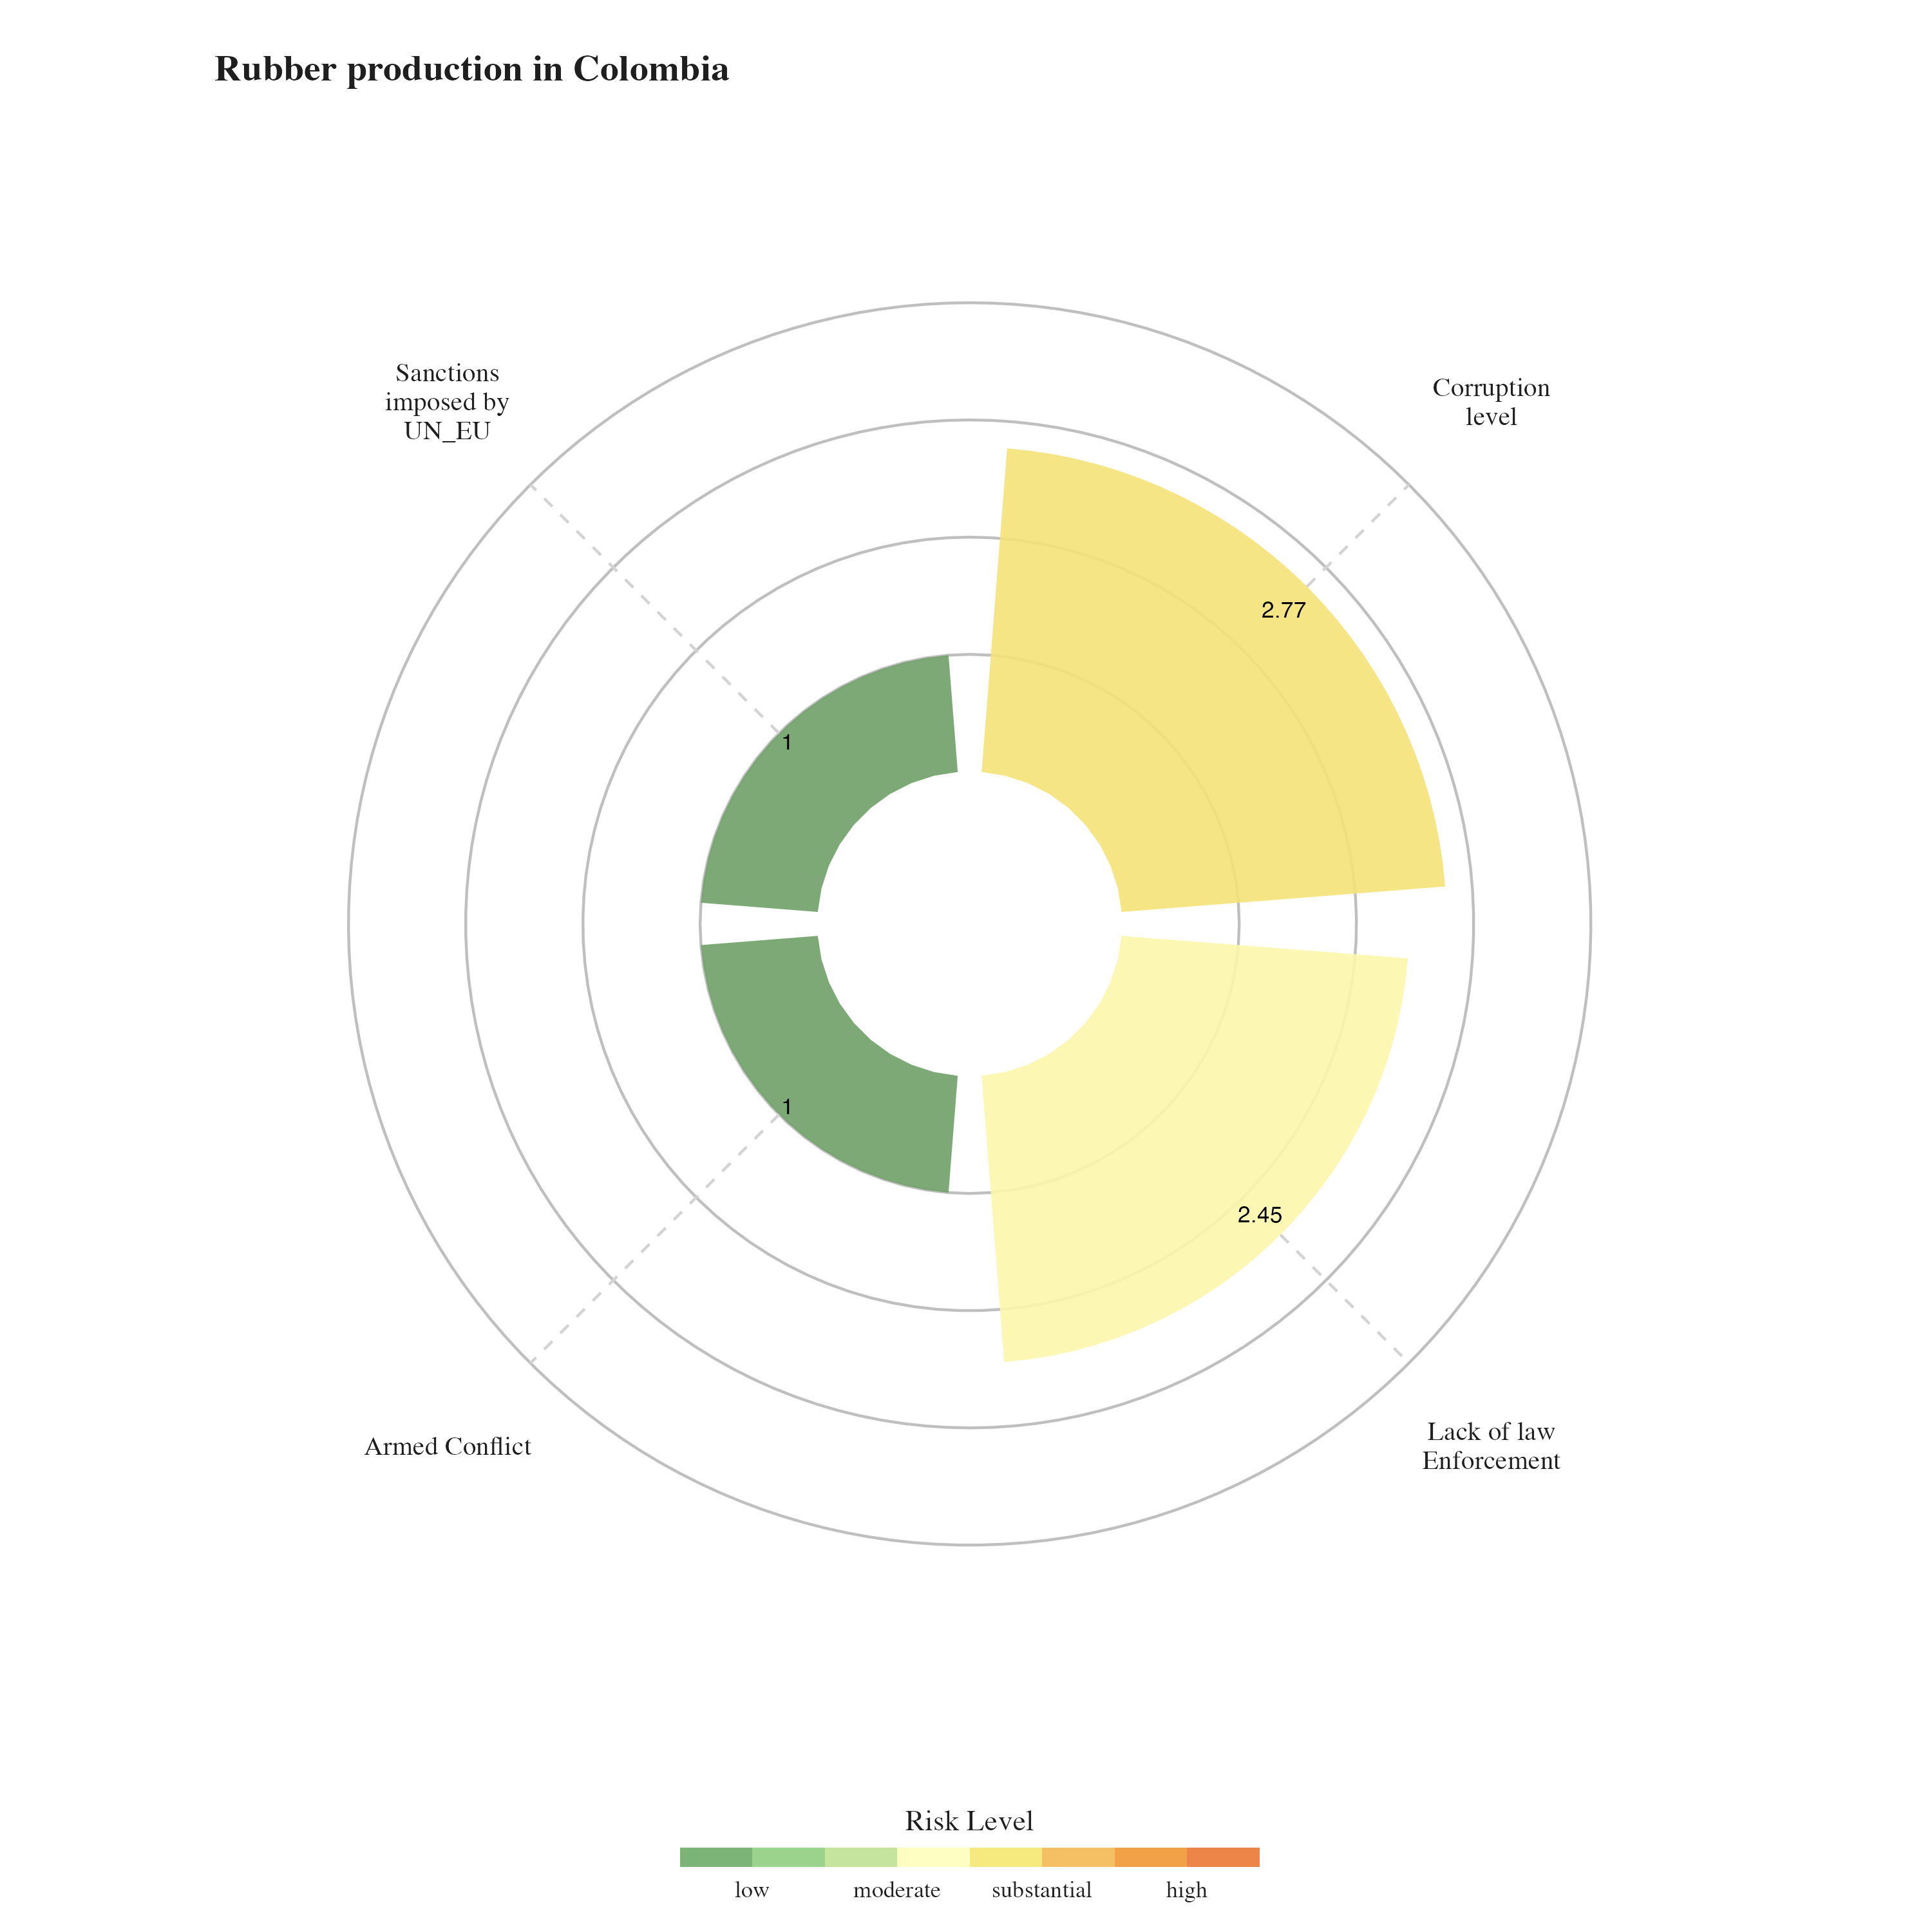 Rubber production in Colombia
Sanctions
imposed by
UN_EU
Corruption
level
2.77
1
1
2.45
Armed Conflict
Lack of law
Enforcement
Risk Level
low moderate substantial high